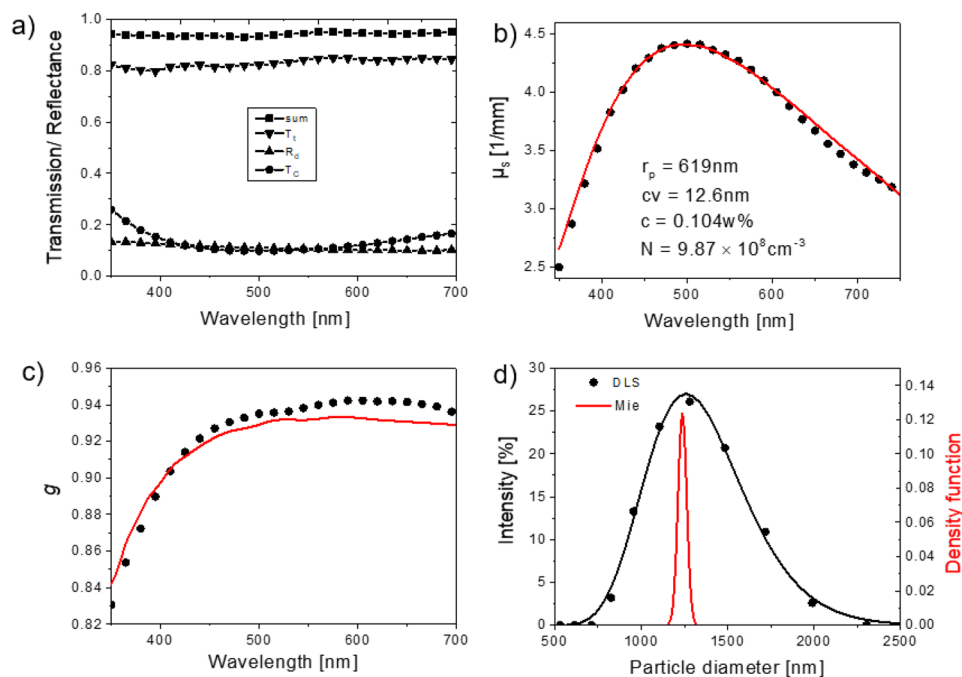 a)
1.0
0.8
0.6
0.4
0.2
0.0
Transmission/ Reflectance
sum
Tt
Rd
TC
400 500 600 700
Wavelength [nm]
b)
4.5
4.0
3.5
3.0
2.5
μs [1/mm]
rp = 619nm
cv = 12.6nm
c = 0.104w%
N = 9.87 × 10⁸cm⁻³
400 500 600 700
Wavelength [nm]
c)
0.96
0.94
0.92
0.90
0.88
0.86
0.84
0.82
g
400 500 600 700
Wavelength [nm]
d)
30
25
20
15
10
5
0
Intensity [%]
DLS
Mie
0.14
0.12
0.10
0.08
0.06
0.04
0.02
0.00
Density function
500 1000 1500 2000 2500
Particle diameter [nm]